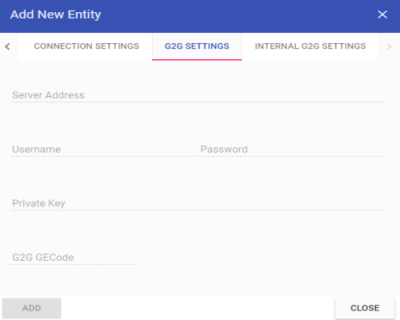 Add New Entity
CONNECTION SETTINGS G2G SETTINGS INTERNAL G2G SETTINGS
Server Address
Username Password
Private Key
G2G GECode
ADD CLOSE